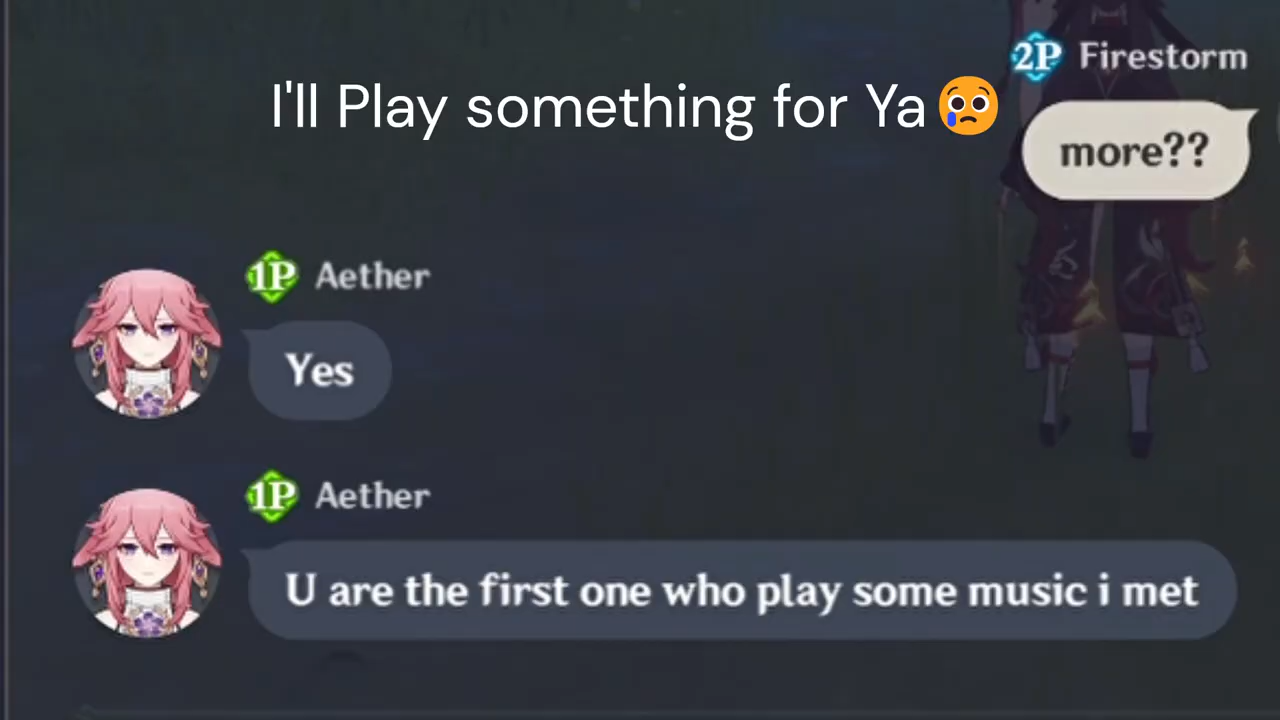 2P Firestorm
I'll Play something for Ya😢
more??
1P Aether
Yes
1P Aether
U are the first one who play some music i met